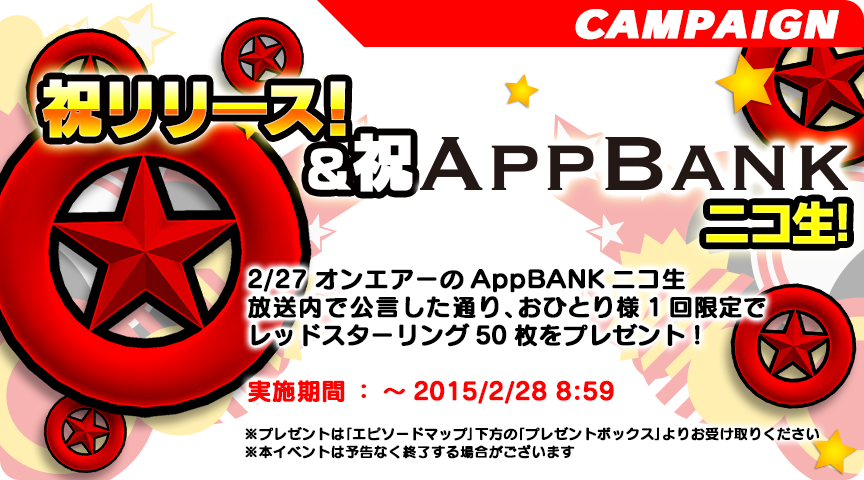 CAMPAIGN
祝リリース!
&祝APPBANK
ニコ生!
2/27 オンエアーのAppBANKニコ生
放送内で公言した通り、おひとり様1回限定で
レッドスターリング50枚をプレゼント!
実施期間 : ～ 2015/2/28 8:59
※プレゼントは「エピソードマップ」下方の「プレゼントボックス」よりお受け取りください
※本イベントは予告なく終了する場合がございます